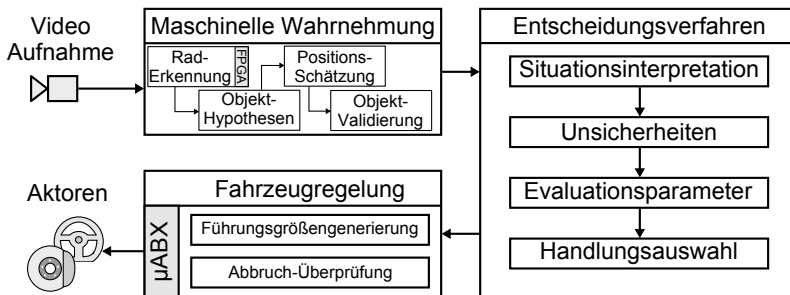 Video
Aufnahme
Maschinelle Wahrnehmung
Rad-
Erkennung
FPGA
Objekt-
Hypothesen
Positions-
Schätzung
Objekt-
Validierung
Entscheidungsverfahren
Situationsinterpretation
Unsicherheiten
Evaluationsparameter
Handlungsauswahl
Fahrzeugregelung
µABX
Führungsgrößengenerierung
Abbruch-Überprüfung
Aktoren